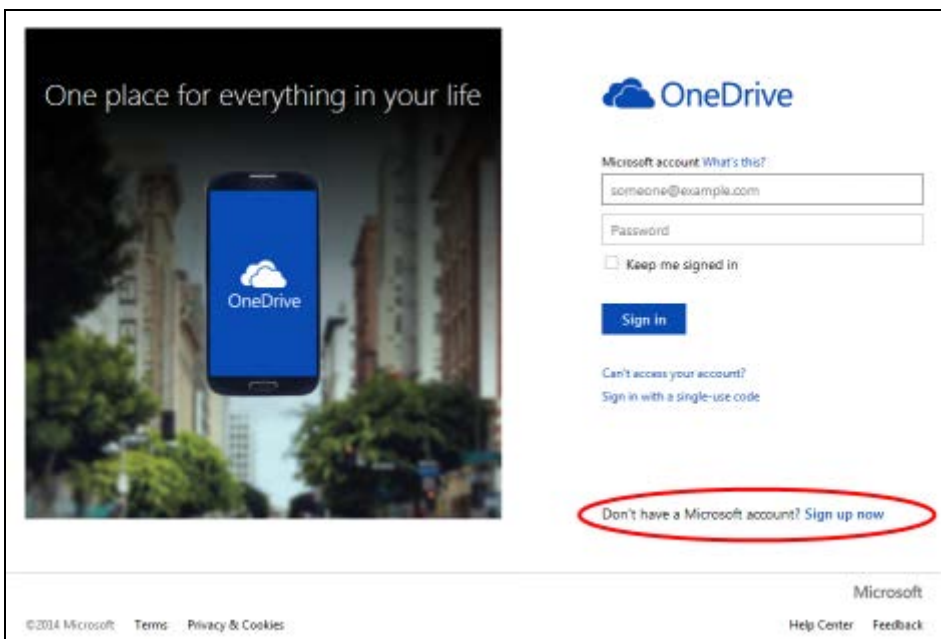 One place for everything in your life
OneDrive
OneDrive
Microsoft account What's this?
someone@example.com
Password
Keep me signed in
Sign in
Can't access your account?
Sign in with a single-use code
Don't have a Microsoft account? Sign up now
Microsoft
©2014 Microsoft Terms Privacy & Cookies Help Center Feedback